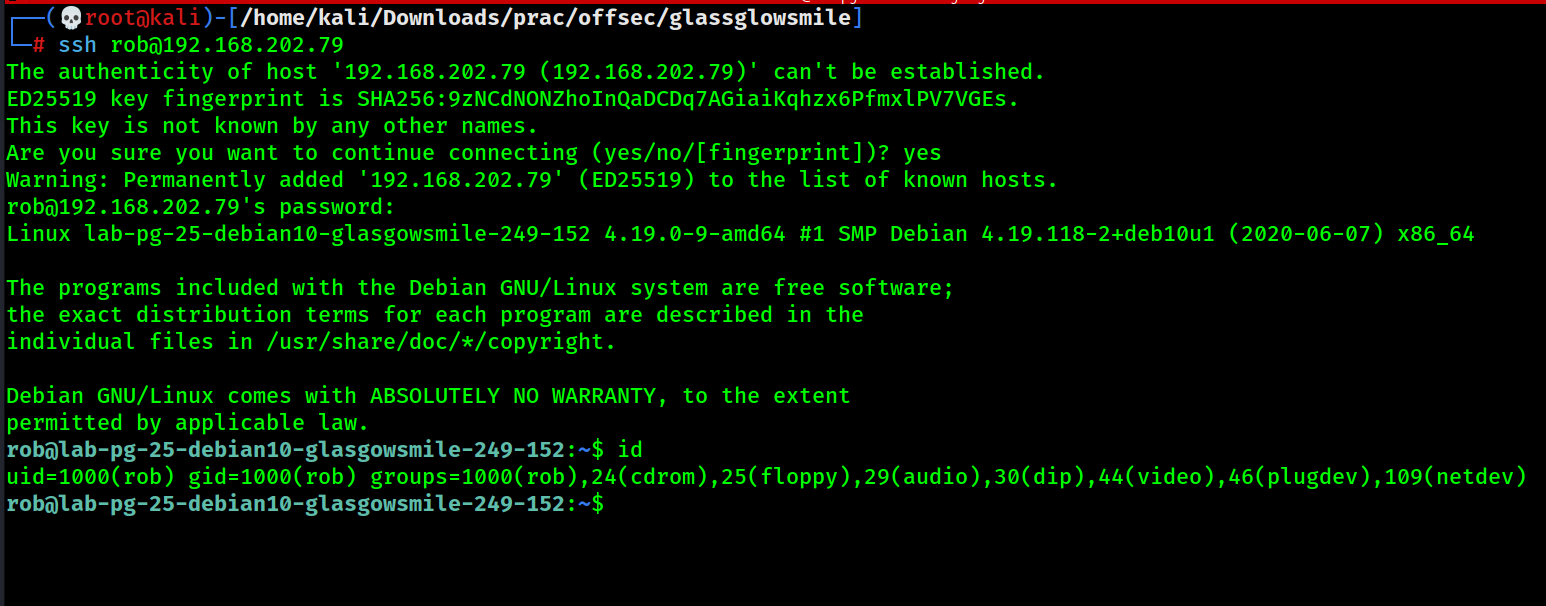 (💀root@kali)-[/home/kali/Downloads/prac/offsec/glassglowsmile]
# ssh rob@192.168.202.79
The authenticity of host '192.168.202.79 (192.168.202.79)' can't be established.
ED25519 key fingerprint is SHA256:9zNCdNONZhoInQaDCDq7AGiaiKqhzx6PfmxlPV7VGEs.
This key is not known by any other names.
Are you sure you want to continue connecting (yes/no/[fingerprint])? yes
Warning: Permanently added '192.168.202.79' (ED25519) to the list of known hosts.
rob@192.168.202.79's password:
Linux lab-pg-25-debian10-glasgowsmile-249-152 4.19.0-9-amd64 #1 SMP Debian 4.19.118-2+deb10u1 (2020-06-07) x86_64
The programs included with the Debian GNU/Linux system are free software;
the exact distribution terms for each program are described in the
individual files in /usr/share/doc/*/copyright.
Debian GNU/Linux comes with ABSOLUTELY NO WARRANTY, to the extent
permitted by applicable law.
rob@lab-pg-25-debian10-glasgowsmile-249-152:~$ id
uid=1000(rob) gid=1000(rob) groups=1000(rob),24(cdrom),25(floppy),29(audio),30(dip),44(video),46(plugdev),109(netdev)
rob@lab-pg-25-debian10-glasgowsmile-249-152:~$